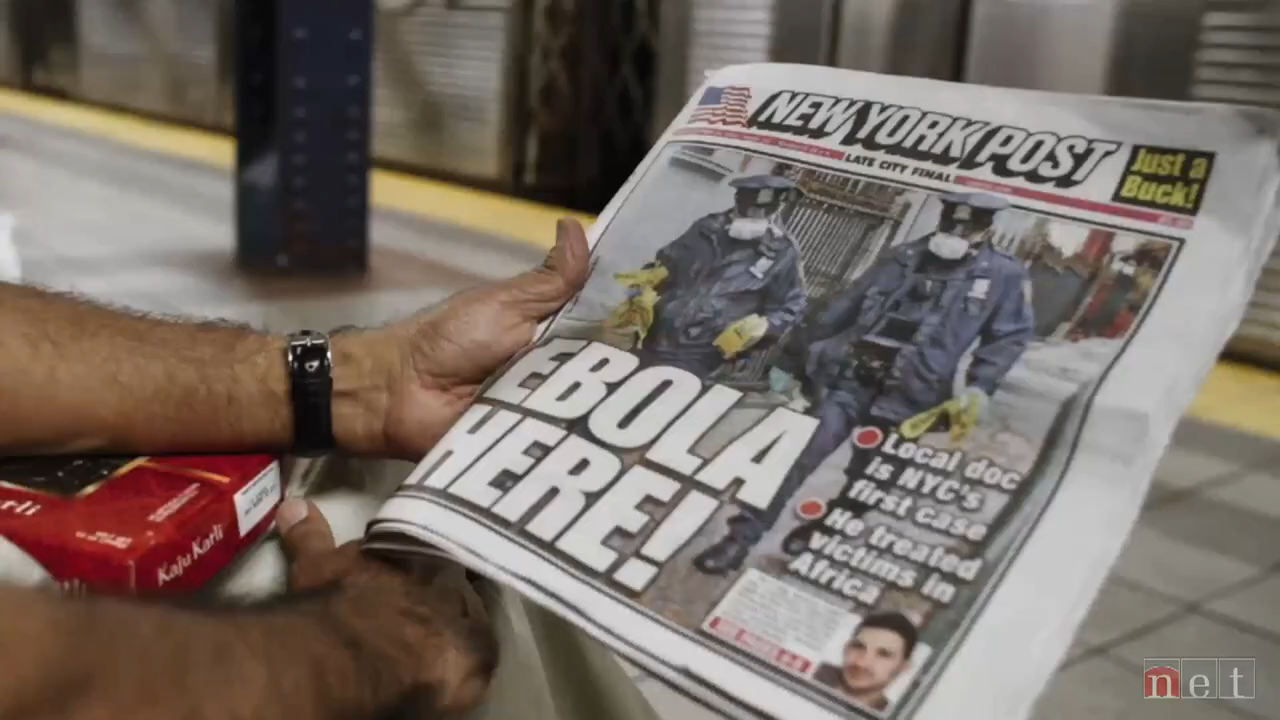 NEW YORK POST
LATE CITY FINAL
Just a
Buck!
EBOLA
HERE!
Local doc
is NYC's
first case
He treated
victims in
Africa
Kaju Karli
net